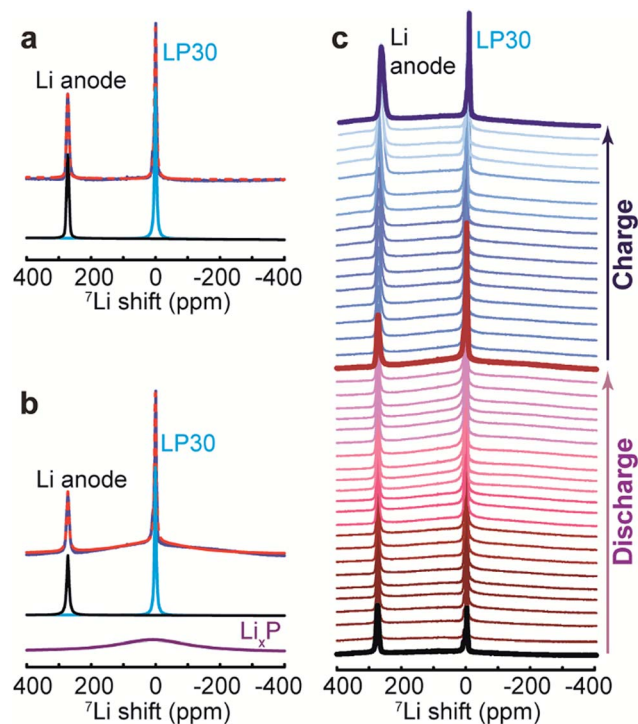 a
Li anode
LP30
400 200 0 -200 -400
⁷Li shift (ppm)
b
Li anode
LP30
LiₓP
400 200 0 -200 -400
⁷Li shift (ppm)
c
Li
anode
LP30
Charge
Discharge
400 200 0 -200 -400
⁷Li shift (ppm)